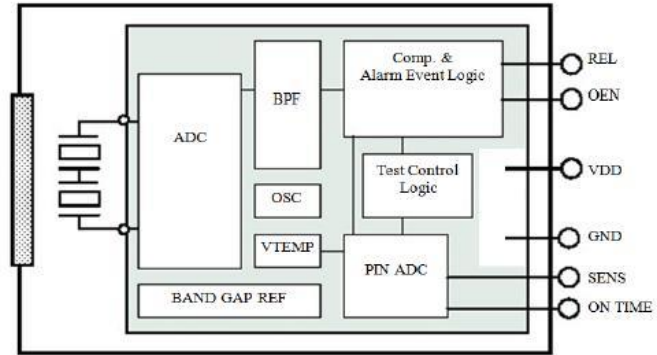 Comp. &
Alarm Event Logic
REL
OEN
BPF
ADC
Test Control
Logic
VDD
OSC
GND
VTEMP
PIN ADC
SENS
BAND GAP REF
ON TIME